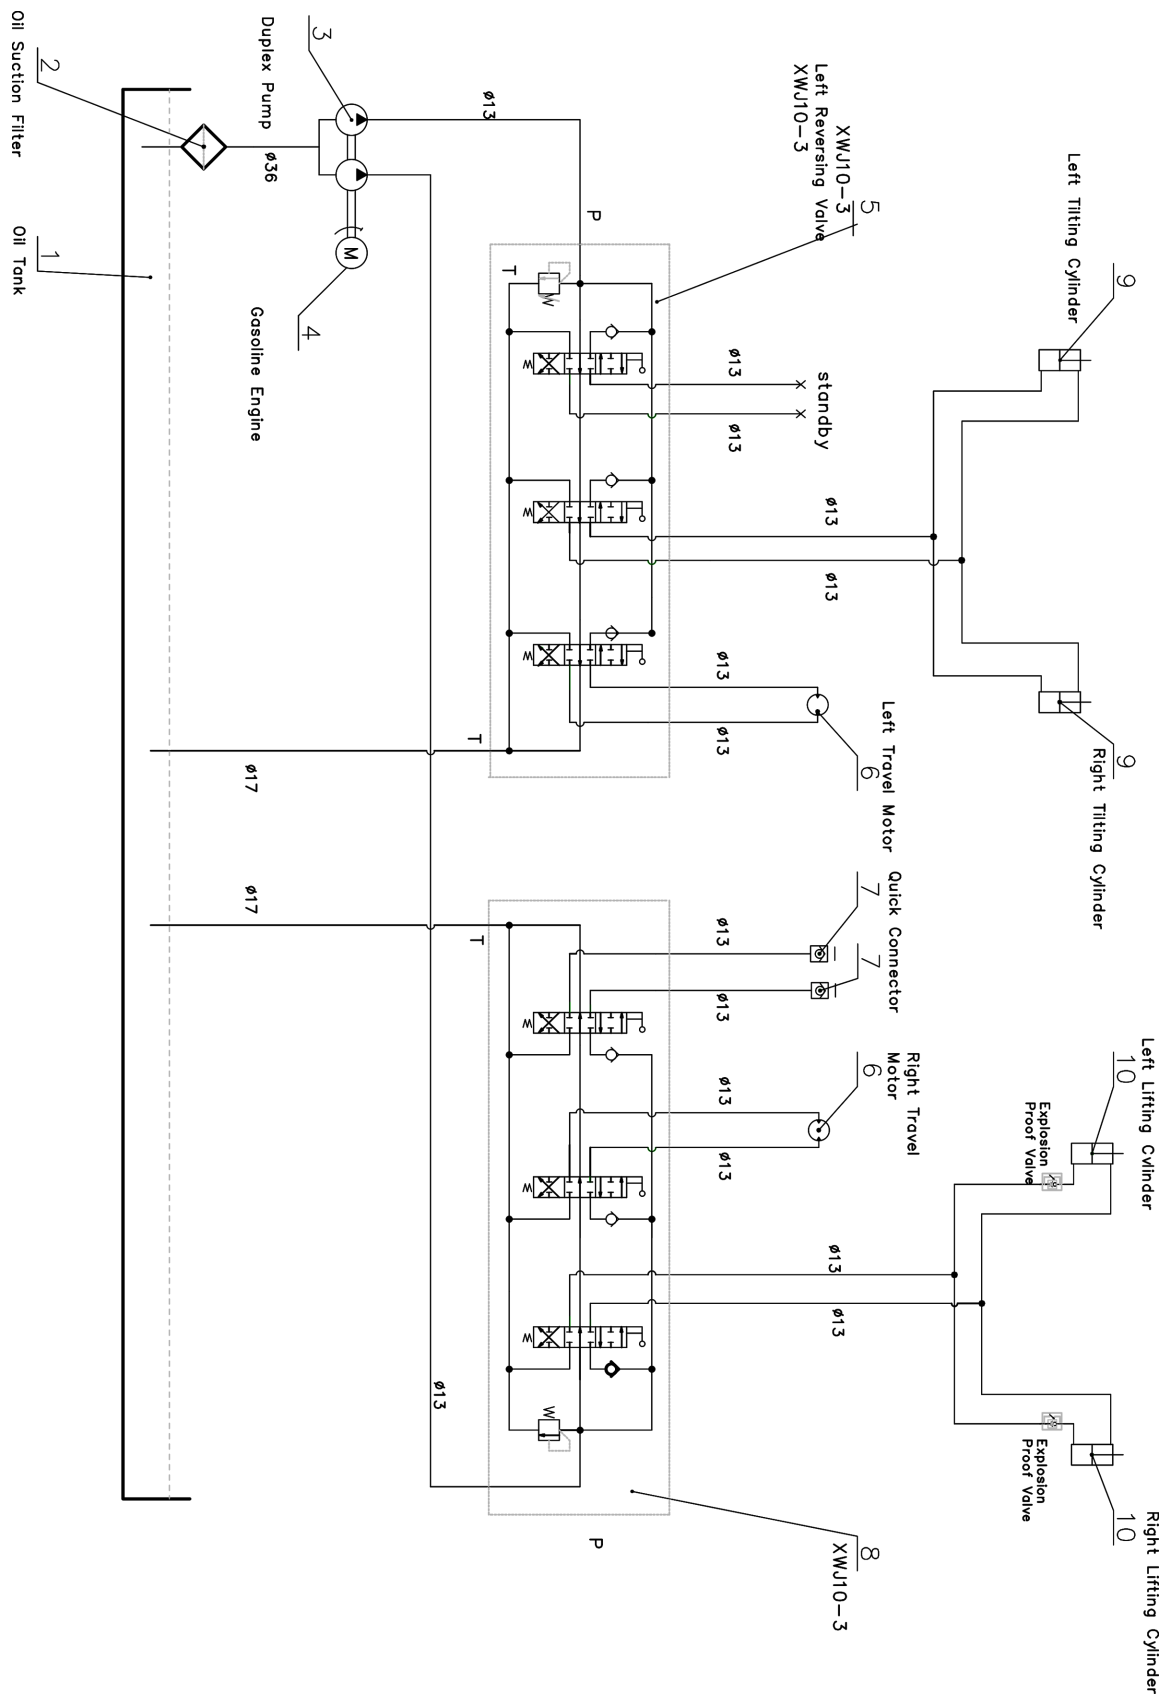 Left Tilting Cylinder
9
9
Right Tilting Cylinder
Left Lifting Cvlinder
10
Explosion
Proof Valve
Explosion
Proof Valve
10
Right Lifting Cylinder
XWJ10-3
5
Left Reversing Valve
XWJ10-3
standby
ø13
ø13
ø13
ø13
ø13
ø13
Left Travel Motor
6
Quick Connector
7
7
ø13
ø13
Right Travel
Motor
6
ø13
ø13
ø13
ø13
8
XWJ10-3
P
T
T
T
P
3
Duplex Pump
ø13
ø36
M
4
Gasoline Engine
ø17
ø17
ø13
2
Oil Suction Filter
1
Oil Tank